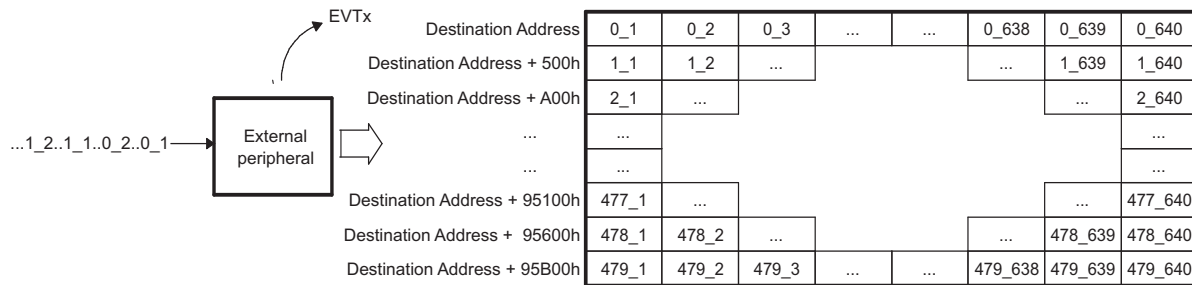 EVTx
Destination Address 0_1 0_2 0_3 ... ... 0_638 0_639 0_640
Destination Address + 500h 1_1 1_2 ... ... 1_639 1_640
Destination Address + A00h 2_1 ... ... 2_640
... ... ...
...1_2..1_1..0_2..0_1
External
peripheral
... ... ...
Destination Address + 95100h 477_1 ... ... 477_640
Destination Address + 95600h 478_1 478_2 ... ... 478_639 478_640
Destination Address + 95B00h 479_1 479_2 479_3 ... ... 479_638 479_639 479_640